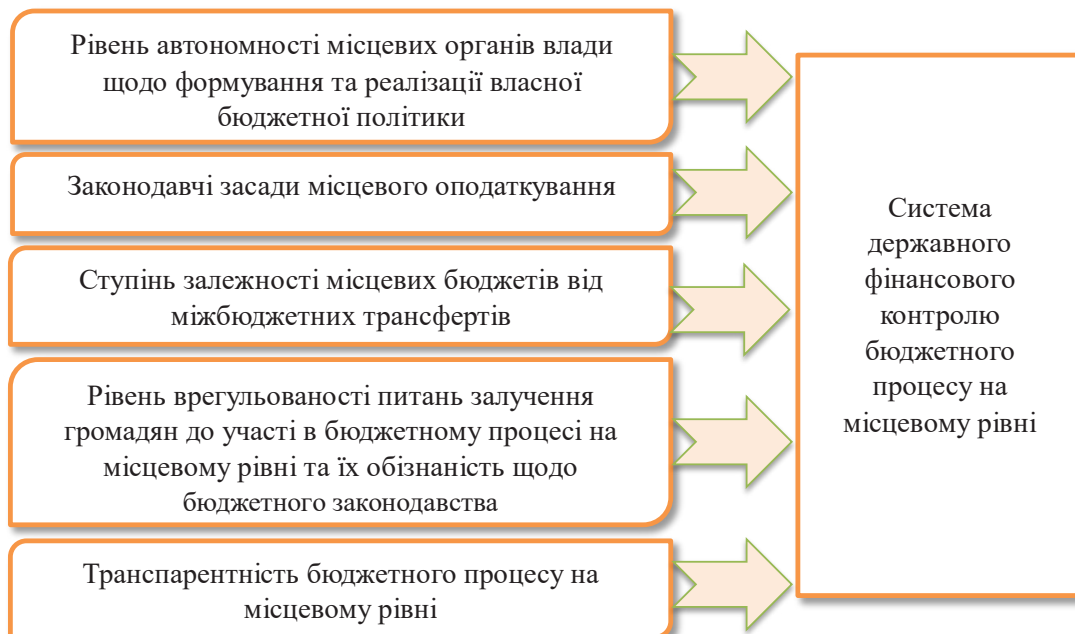 Рівень автономності місцевих органів влади
щодо формування та реалізації власної
бюджетної політики
Законодавчі засади місцевого оподаткування
Ступінь залежності місцевих бюджетів від
міжбюджетних трансфертів
Рівень врегульованості питань залучення
громадян до участі в бюджетному процесі на
місцевому рівні та їх обізнаність щодо
бюджетного законодавства
Транспарентність бюджетного процесу на
місцевому рівні
Система
державного
фінансового
контролю
бюджетного
процесу на
місцевому рівні